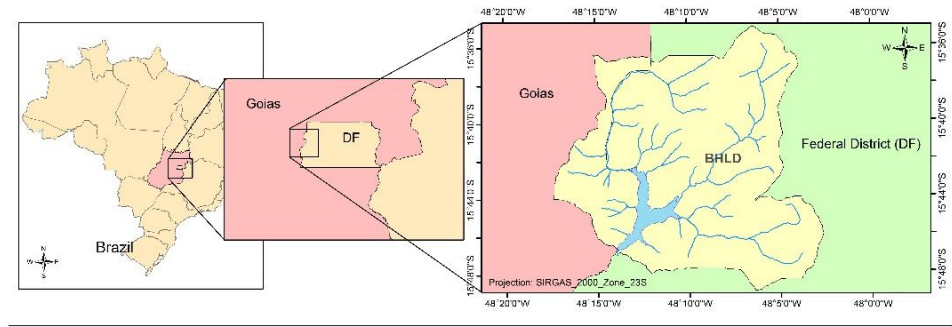 Brazil
N
W E
S
Goias
DF
48°20'0"W 48°15'0"W 48°10'0"W 48°5'0"W 48°0'0"W
15°36'0"S
15°40'0"S
15°44'0"S
15°48'0"S
Goias
BHLD
Federal District (DF)
N
W E
S
Projection: SIRGAS_2000_Zone_23S
15°36'0"S
15°40'0"S
15°44'0"S
15°48'0"S
48°20'0"W 48°15'0"W 48°10'0"W 48°5'0"W 48°0'0"W